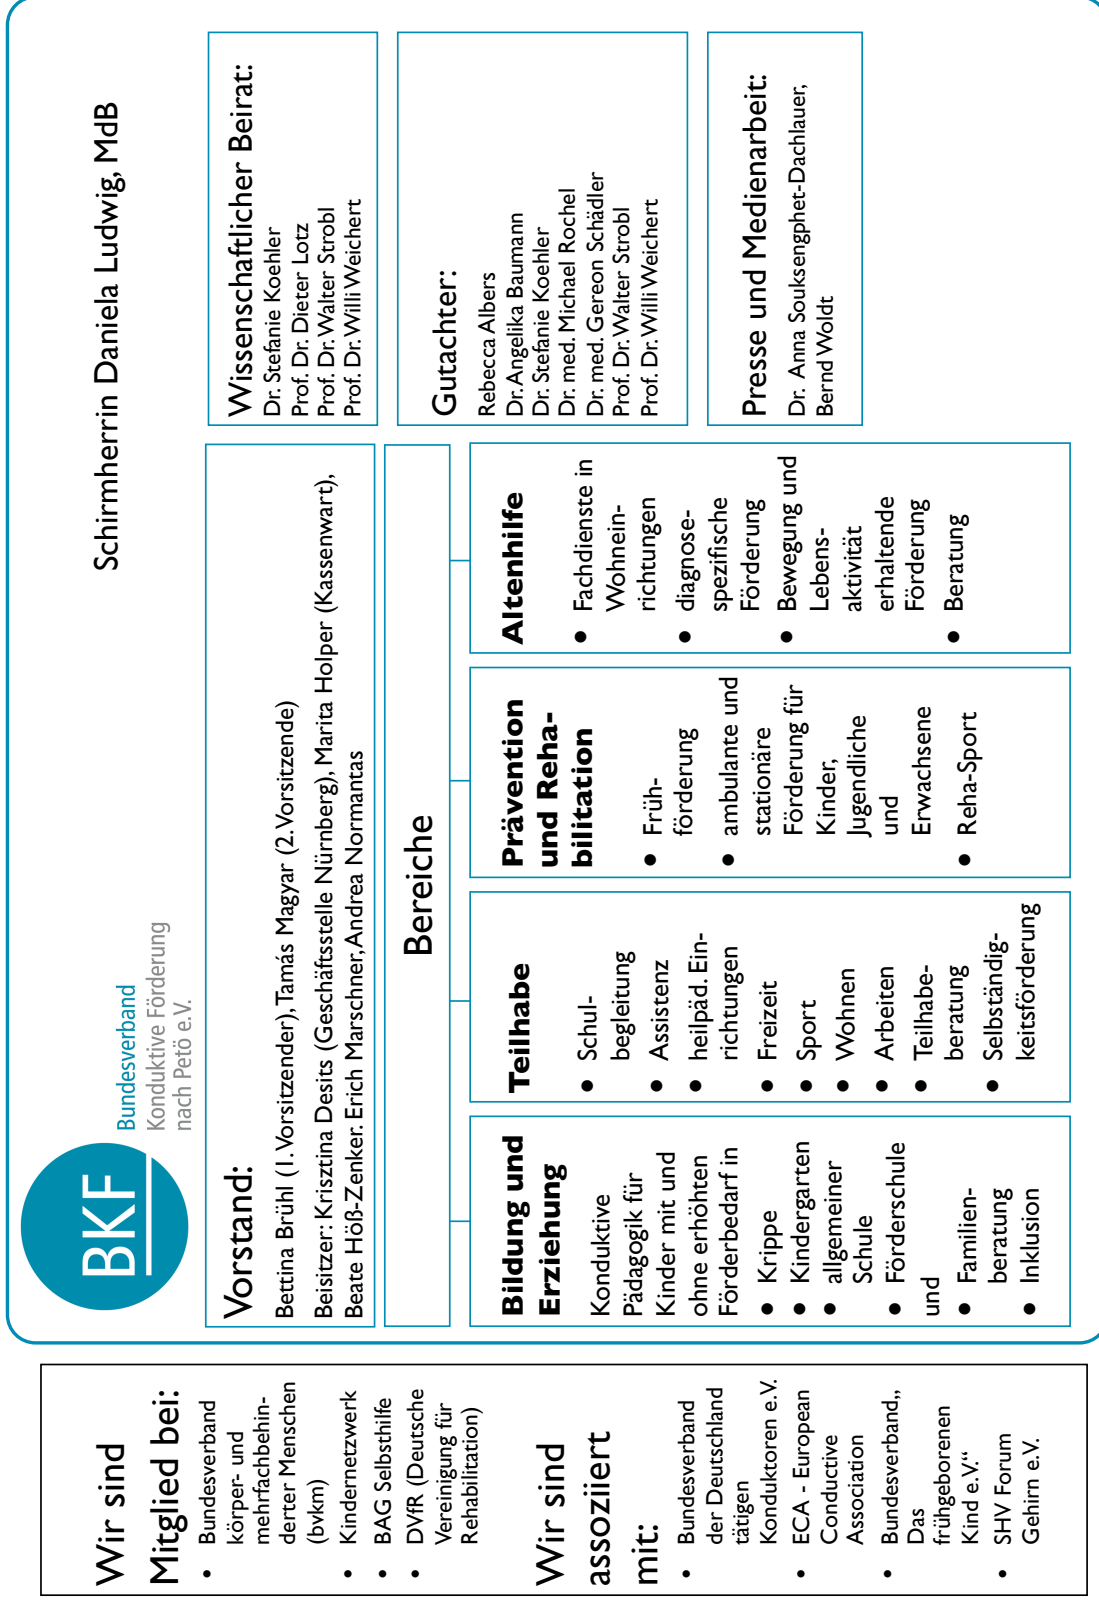 Wir sind
Mitglied bei:
• Bundesverband
körper- und
mehrfachbehin-
derter Menschen
(bvkm)
• Kindernetzwerk
• BAG Selbsthilfe
• DVfR (Deutsche
Vereinigung für
Rehabilitation)
Wir sind
assoziiert
mit:
• Bundesverband
der Deutschland
tätigen
Konduktoren e.V.
• ECA - European
Conductive
Association
• Bundesverband„
Das
frühgeborenen
Kind e.V.“
• SHV Forum
Gehirn e.V.
BKF
Bundesverband
Konduktive Förderung
nach Petö e.V.
Schirmherrin Daniela Ludwig, MdB
Vorstand:
Bettina Brühl (1. Vorsitzender), Tamás Magyar (2. Vorsitzende)
Beisitzer: Krisztina Desits (Geschäftsstelle Nürnberg), Marita Holper (Kassenwart),
Beate Höß-Zenker. Erich Marschner, Andrea Normantas
Bereiche
Bildung und
Erziehung
Konduktive
Pädagogik für
Kinder mit und
ohne erhöhten
Förderbedarf in
• Krippe
• Kindergarten
• allgemeiner
Schule
• Förderschule
und
• Familien-
beratung
• Inklusion
Teilhabe
• Schul-
begleitung
• Assistenz
• heilpäd. Ein-
richtungen
• Freizeit
• Sport
• Wohnen
• Arbeiten
• Teilhabe-
beratung
• Selbständig-
keitsförderung
Prävention
und Reha-
bilitation
• Früh-
förderung
• ambulante und
stationäre
Förderung für
Kinder,
Jugendliche
und
Erwachsene
• Reha-Sport
Altenhilfe
• Fachdienste in
Wohnein-
richtungen
• diagnose-
spezifische
Förderung
• Bewegung und
Lebens-
aktivität
erhaltende
Förderung
• Beratung
Wissenschaftlicher Beirat:
Dr. Stefanie Koehler
Prof. Dr. Dieter Lotz
Prof. Dr. Walter Strobl
Prof. Dr. Willi Weichert
Gutachter:
Rebecca Albers
Dr. Angelika Baumann
Dr. Stefanie Koehler
Dr. med. Michael Rochel
Dr. med. Gereon Schädler
Prof. Dr. Walter Strobl
Prof. Dr. Willi Weichert
Presse und Medienarbeit:
Dr. Anna Souksengphet-Dachlauer,
Bernd Woldt